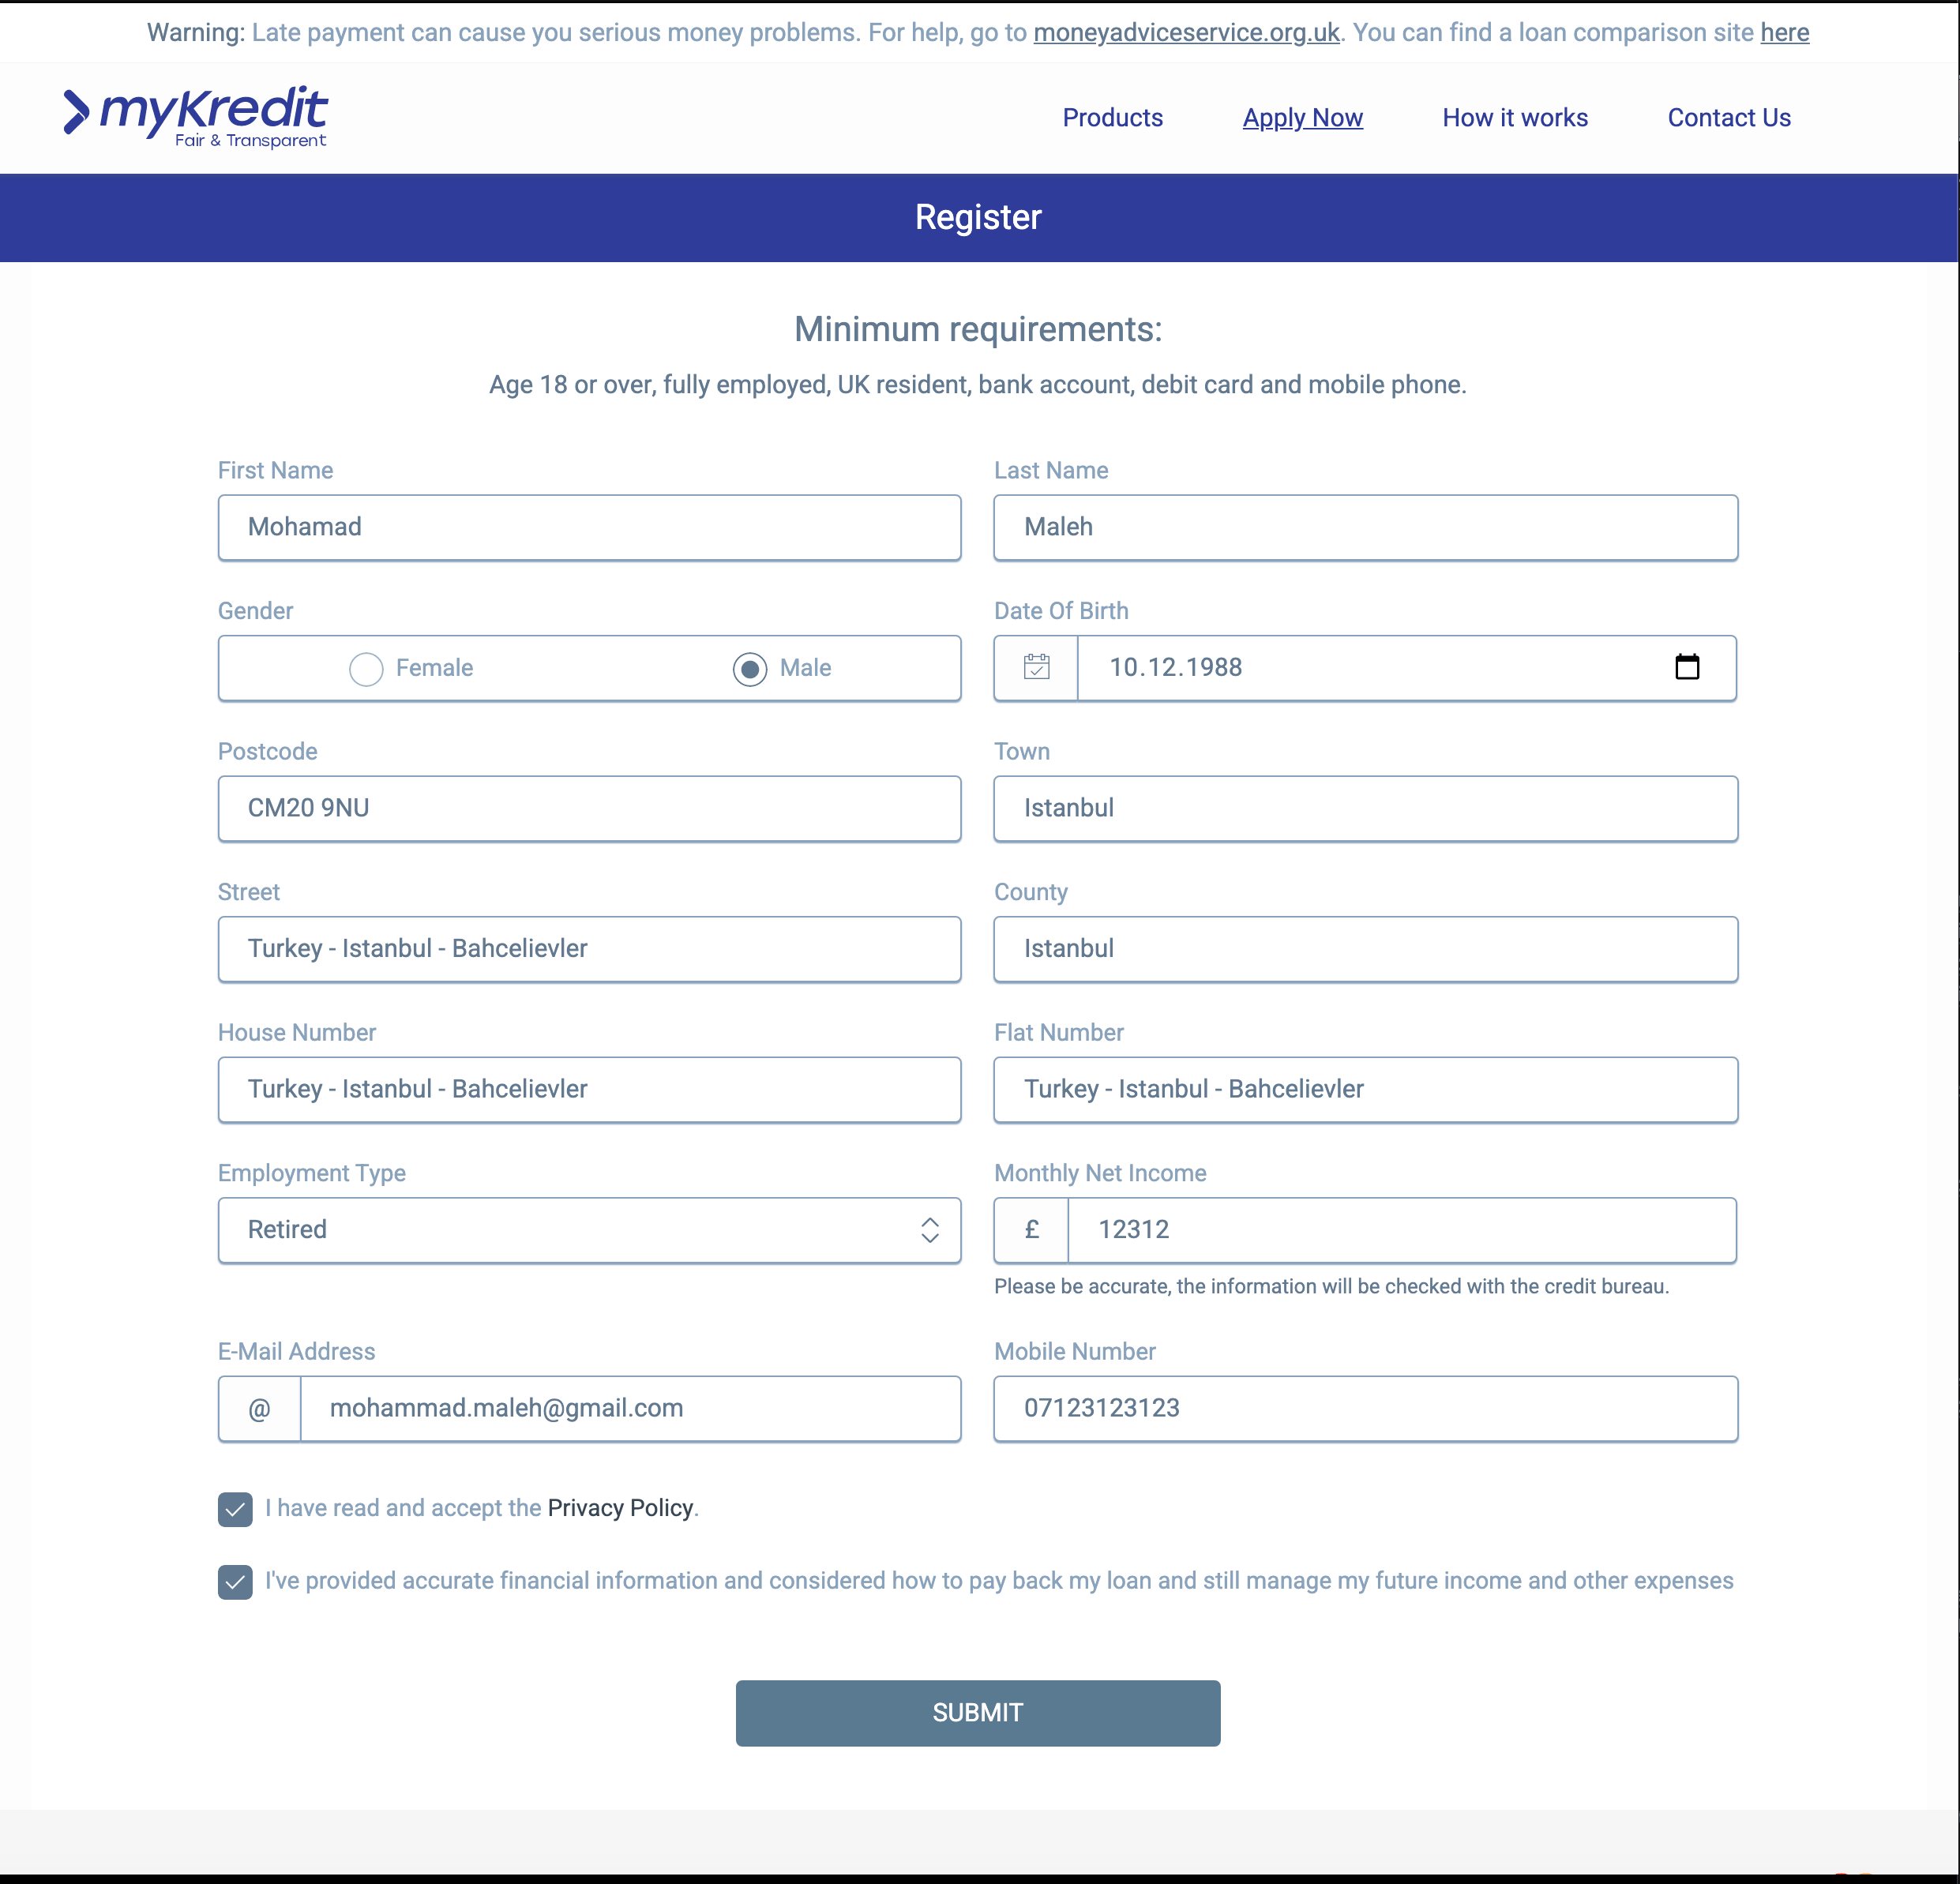 Warning: Late payment can cause you serious money problems. For help, go to moneyadviceservice.org.uk. You can find a loan comparison site here
myKredit
Fair & Transparent
Products Apply Now How it works Contact Us
Register
Minimum requirements:
Age 18 or over, fully employed, UK resident, bank account, debit card and mobile phone.
First Name Last Name
Mohamad Maleh
Gender Date Of Birth
Female Male 10.12.1988
Postcode Town
CM20 9NU Istanbul
Street County
Turkey - Istanbul - Bahcelievler Istanbul
House Number Flat Number
Turkey - Istanbul - Bahcelievler Turkey - Istanbul - Bahcelievler
Employment Type Monthly Net Income
Retired £ 12312
Please be accurate, the information will be checked with the credit bureau.
E-Mail Address Mobile Number
@ mohammad.maleh@gmail.com 07123123123
I have read and accept the Privacy Policy.
I've provided accurate financial information and considered how to pay back my loan and still manage my future income and other expenses
SUBMIT